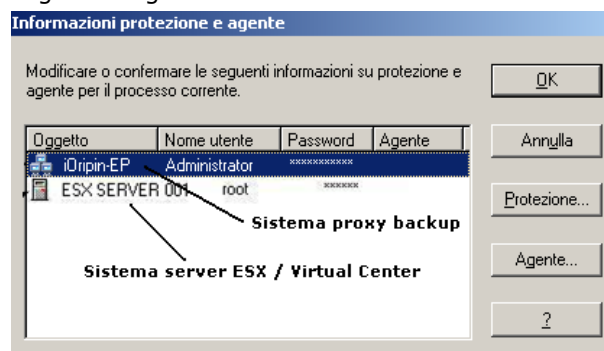 Informazioni protezione e agente
Modificare o confermare le seguenti informazioni su protezione e
agente per il processo corrente.
Oggetto Nome utente Password Agente
iOripin-EP Administrator ***********
ESX SERVER 001 root ******
Sistema proxy backup
Sistema server ESX / Virtual Center
OK
Annulla
Protezione...
Agente...
?